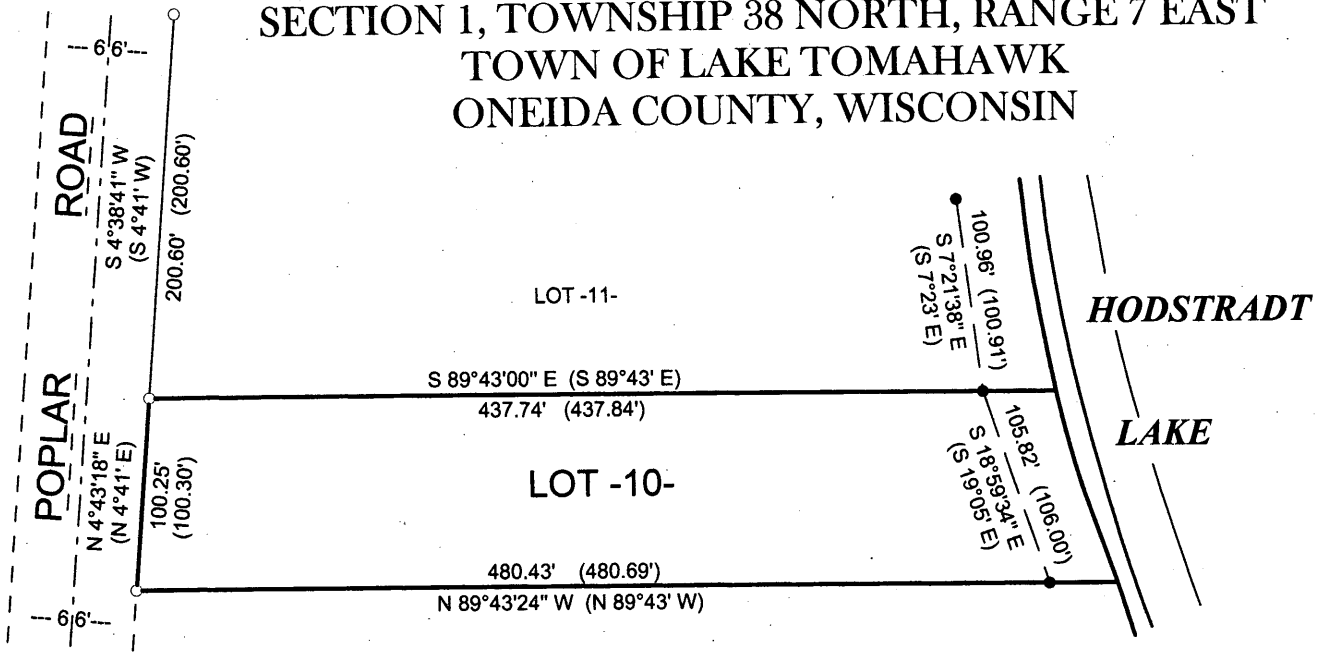 SECTION 1, TOWNSHIP 38 NORTH, RANGE 7 EAST
TOWN OF LAKE TOMAHAWK
ONEIDA COUNTY, WISCONSIN
66'
POPLAR ROAD
S 4°38'41" W
(S 4°41' W)
200.60' (200.60')
LOT -11-
100.96' (100.91')
S 7°21'38" E
(S 7°23' E)
HODSTRADT
LAKE
S 89°43'00" E (S 89°43' E)
437.74' (437.84')
N 4°43'18" E
(N 4°41' E)
100.25'
(100.30')
LOT -10-
105.82' (106.00')
S 18°59'34" E
(S 19°05' E)
480.43' (480.69')
N 89°43'24" W (N 89°43' W)
66'